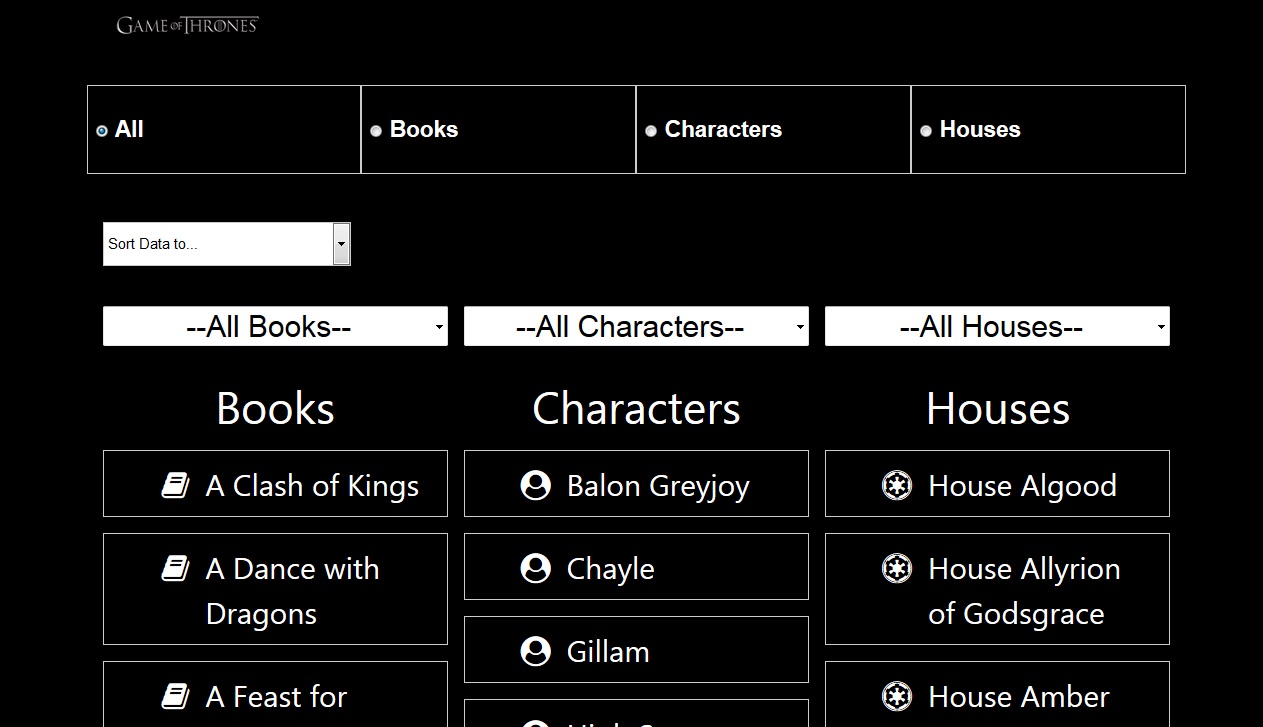 GAME OF THRONES
All
Books
Characters
Houses
Sort Data to...
--All Books--
--All Characters--
--All Houses--
Books
A Clash of Kings
A Dance with
Dragons
A Feast for
Characters
Balon Greyjoy
Chayle
Gillam
Houses
House Algood
House Allyrion
of Godsgrace
House Amber